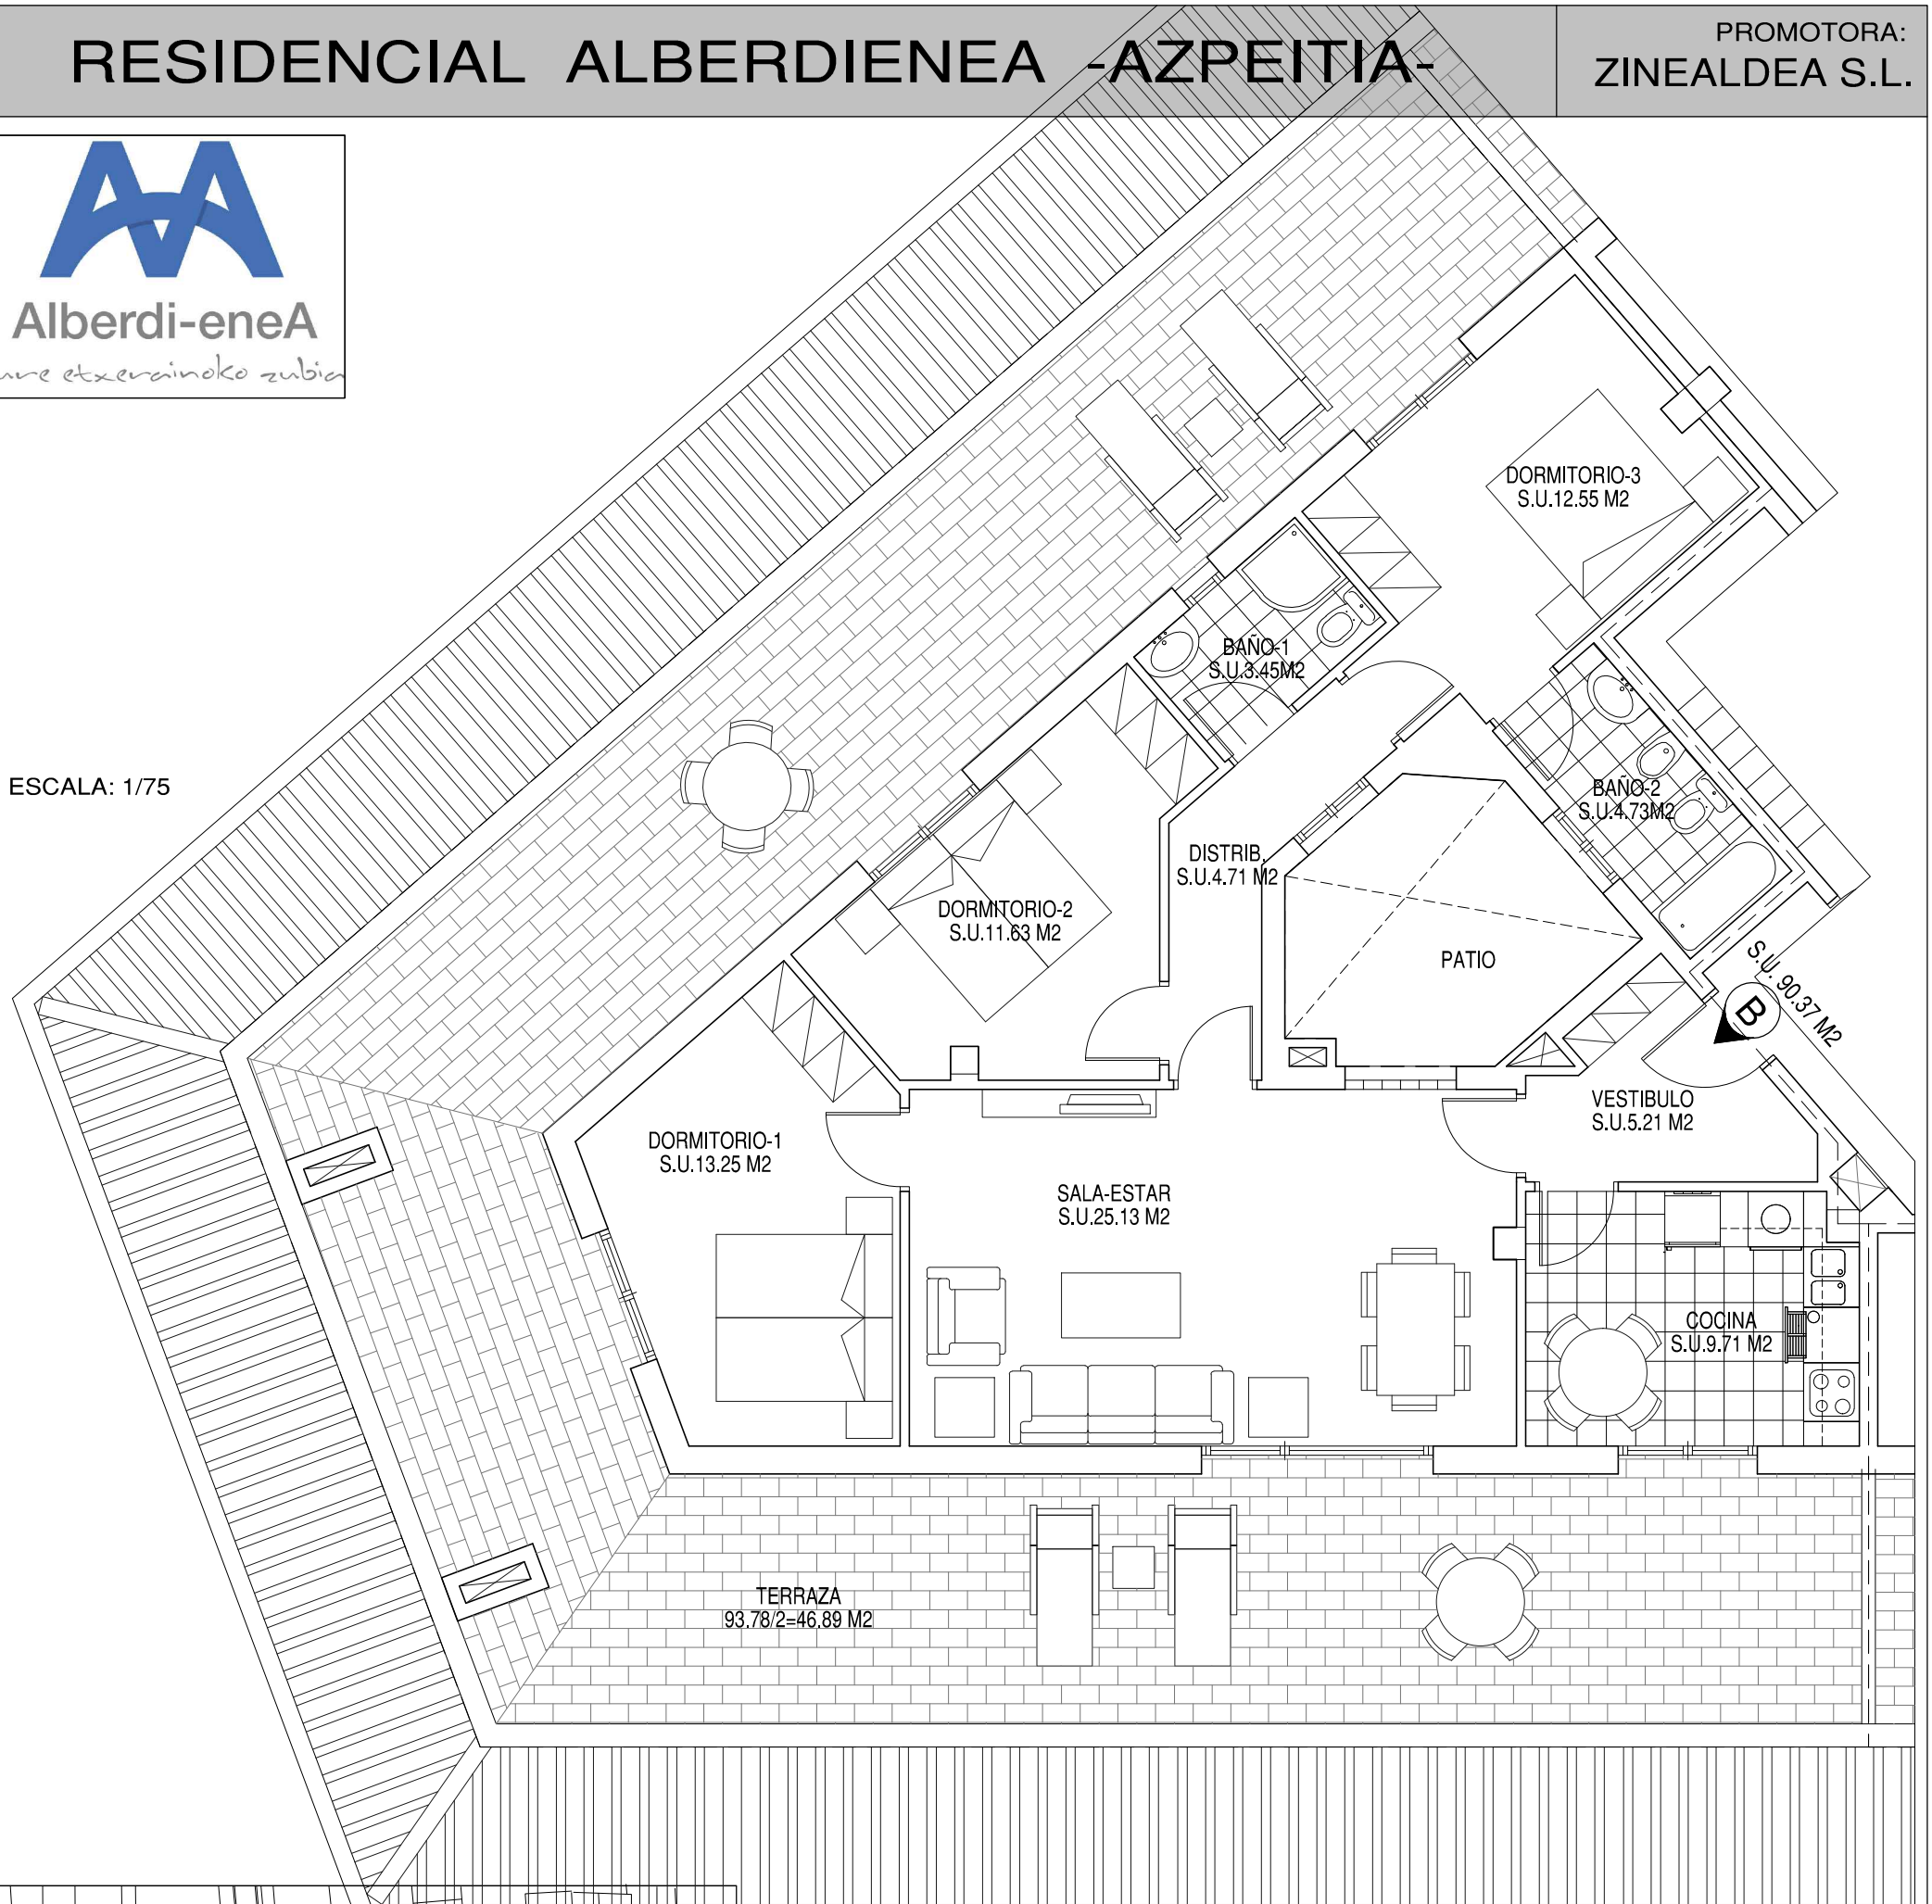 RESIDENCIAL ALBERDIENEA -AZPEITIA-
PROMOTORA:
ZINEALDEA S.L.
Alberdi-eneA
etxerainoko zubia
ESCALA: 1/75
DORMITORIO-3
S.U.12.55 M2
BAÑO-1
S.U.3.45M2
BAÑO-2
S.U.4.73M2
DISTRIB.
S.U.4.71 M2
DORMITORIO-2
S.U.11.63 M2
PATIO
S.U. 90.37 M2
B
VESTIBULO
S.U.5.21 M2
DORMITORIO-1
S.U.13.25 M2
SALA-ESTAR
S.U.25.13 M2
COCINA
S.U.9.71 M2
TERRAZA
93.78/2=46.89 M2